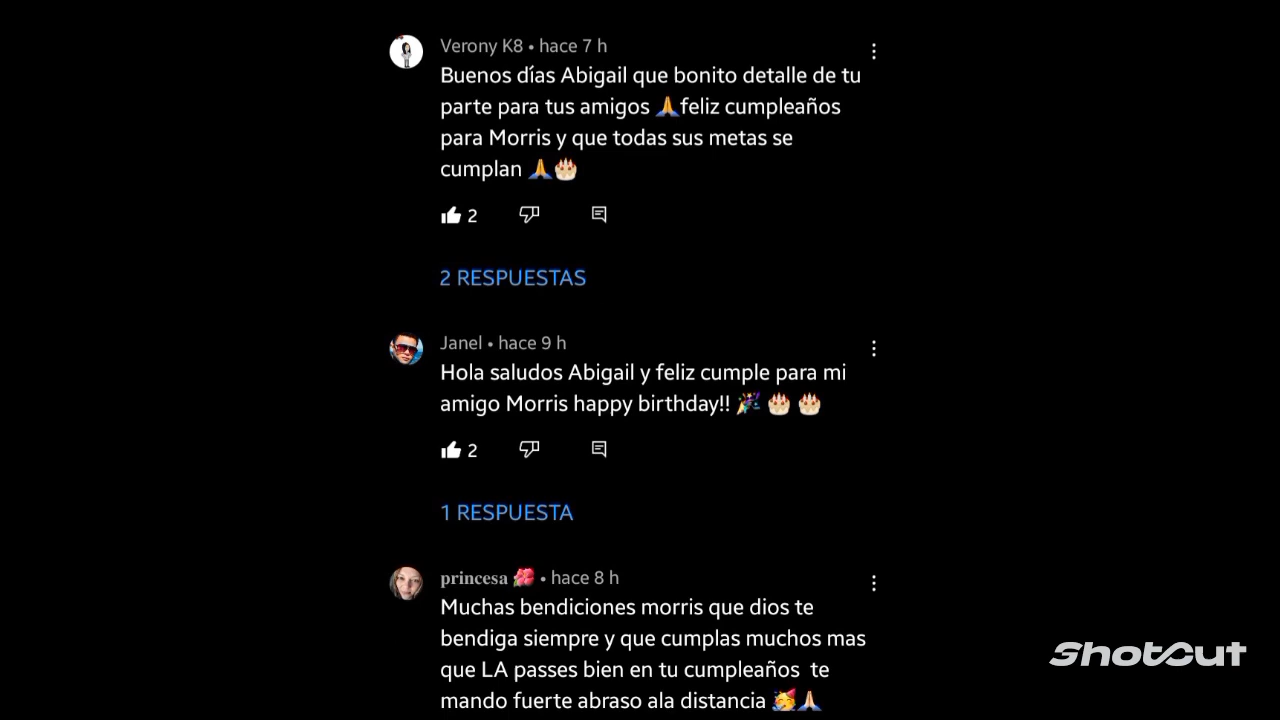 Verony K8 • hace 7 h
Buenos días Abigail que bonito detalle de tu
parte para tus amigos 🙏feliz cumpleaños
para Morris y que todas sus metas se
cumplan 🙏🎂
2
2 RESPUESTAS
Janel • hace 9 h
Hola saludos Abigail y feliz cumple para mi
amigo Morris happy birthday!! 🎉 🎂 🎂
2
1 RESPUESTA
princesa 🌺 • hace 8 h
Muchas bendiciones morris que dios te
bendiga siempre y que cumplas muchos mas
que LA passes bien en tu cumpleaños  te
mando fuerte abraso ala distancia 🥳🙏🏻
ShotCut